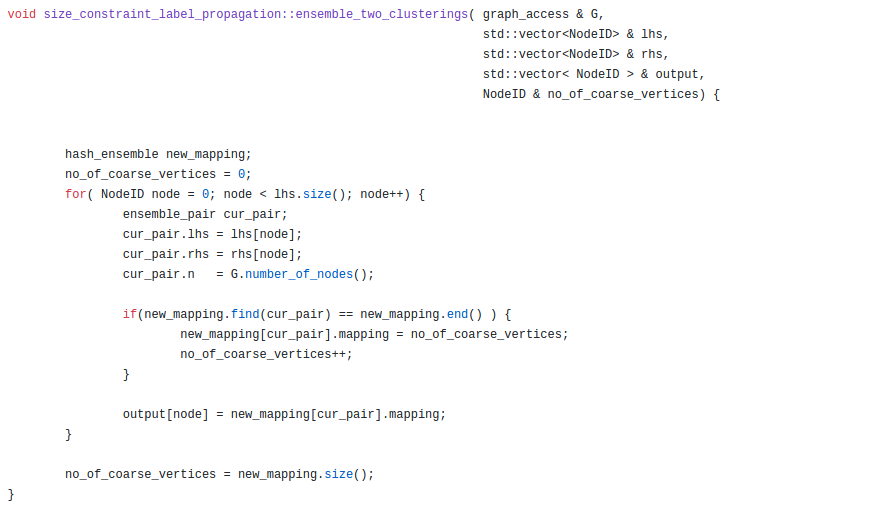 void size_constraint_label_propagation::ensemble_two_clusterings( graph_access & G,
                                                                  std::vector<NodeID> & lhs,
                                                                  std::vector<NodeID> & rhs,
                                                                  std::vector< NodeID > & output,
                                                                  NodeID & no_of_coarse_vertices) {


        hash_ensemble new_mapping;
        no_of_coarse_vertices = 0;
        for( NodeID node = 0; node < lhs.size(); node++) {
                ensemble_pair cur_pair;
                cur_pair.lhs = lhs[node];
                cur_pair.rhs = rhs[node];
                cur_pair.n   = G.number_of_nodes();

                if(new_mapping.find(cur_pair) == new_mapping.end() ) {
                        new_mapping[cur_pair].mapping = no_of_coarse_vertices;
                        no_of_coarse_vertices++;
                }

                output[node] = new_mapping[cur_pair].mapping;
        }

        no_of_coarse_vertices = new_mapping.size();
}